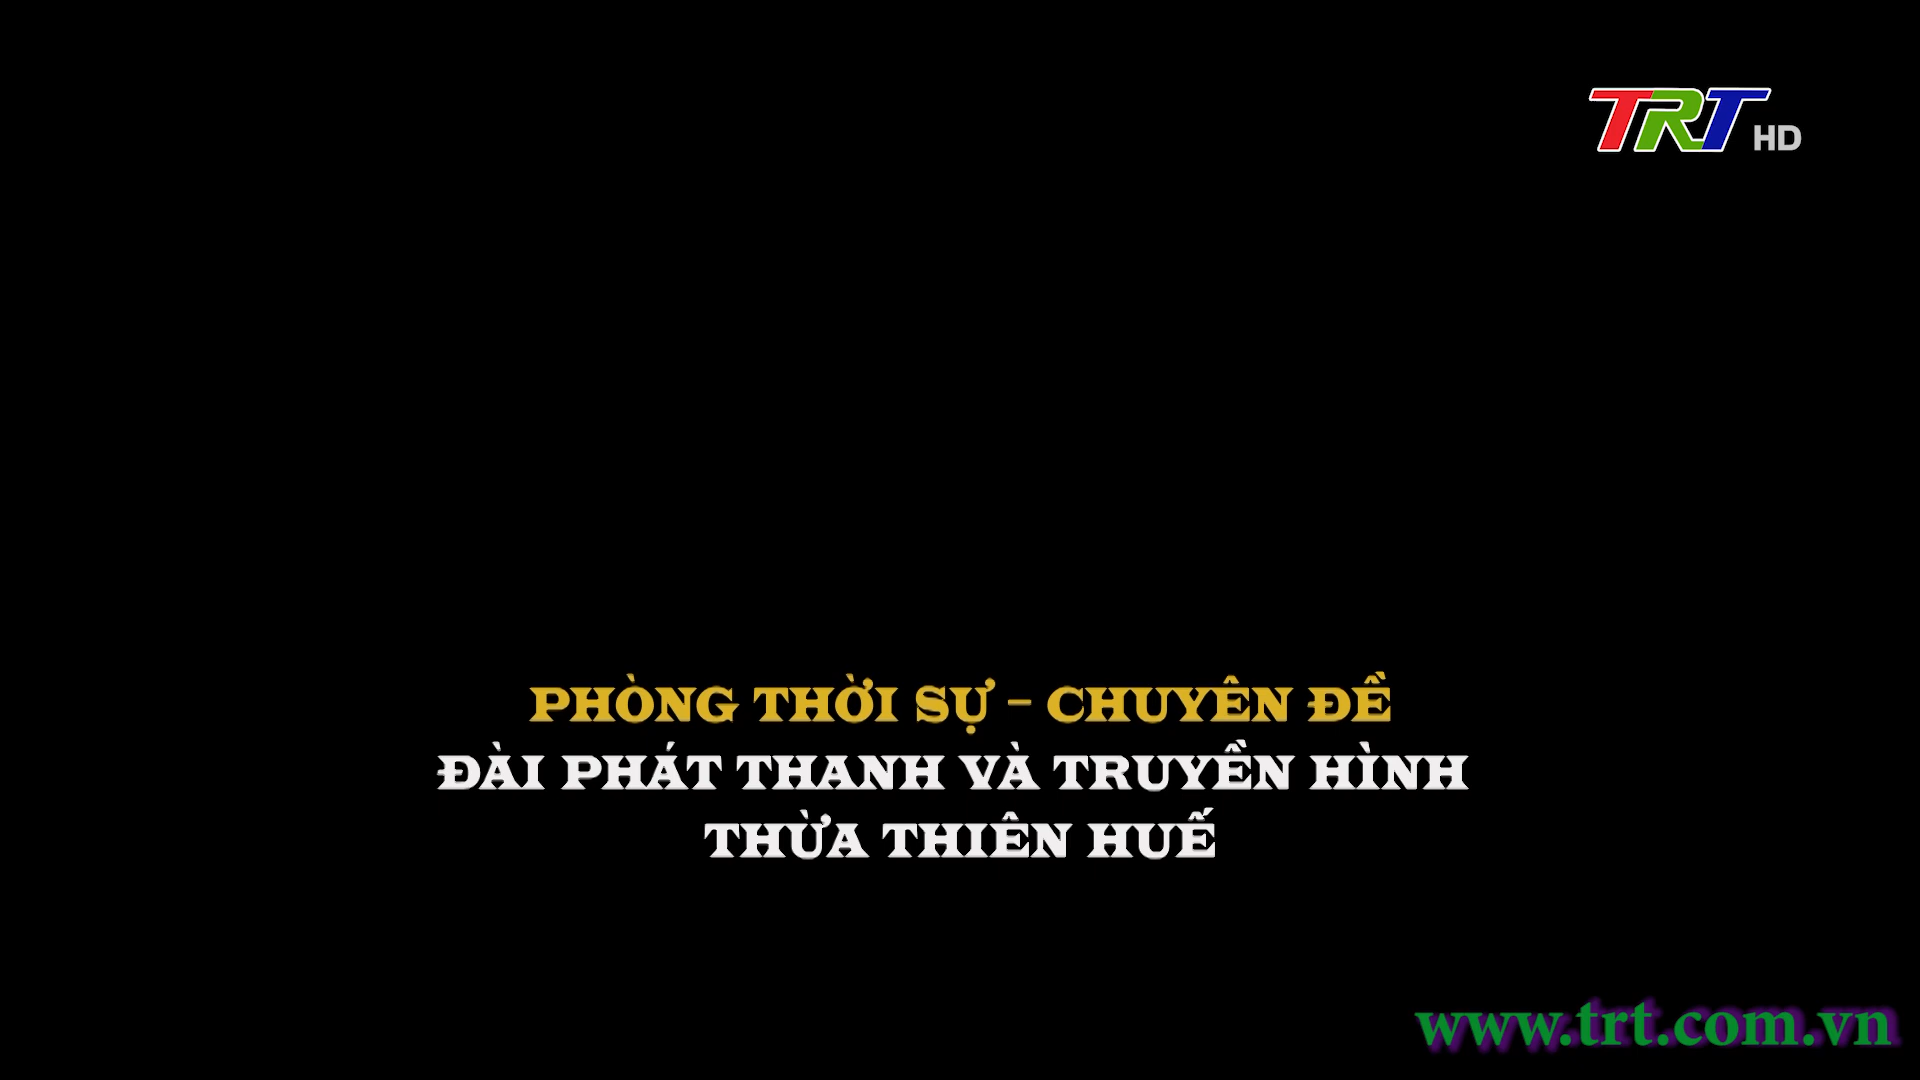 TRT HD
PHÒNG THỜI SỰ – CHUYÊN ĐỀ
ĐÀI PHÁT THANH VÀ TRUYỀN HÌNH
THỪA THIÊN HUẾ
www.trt.com.vn